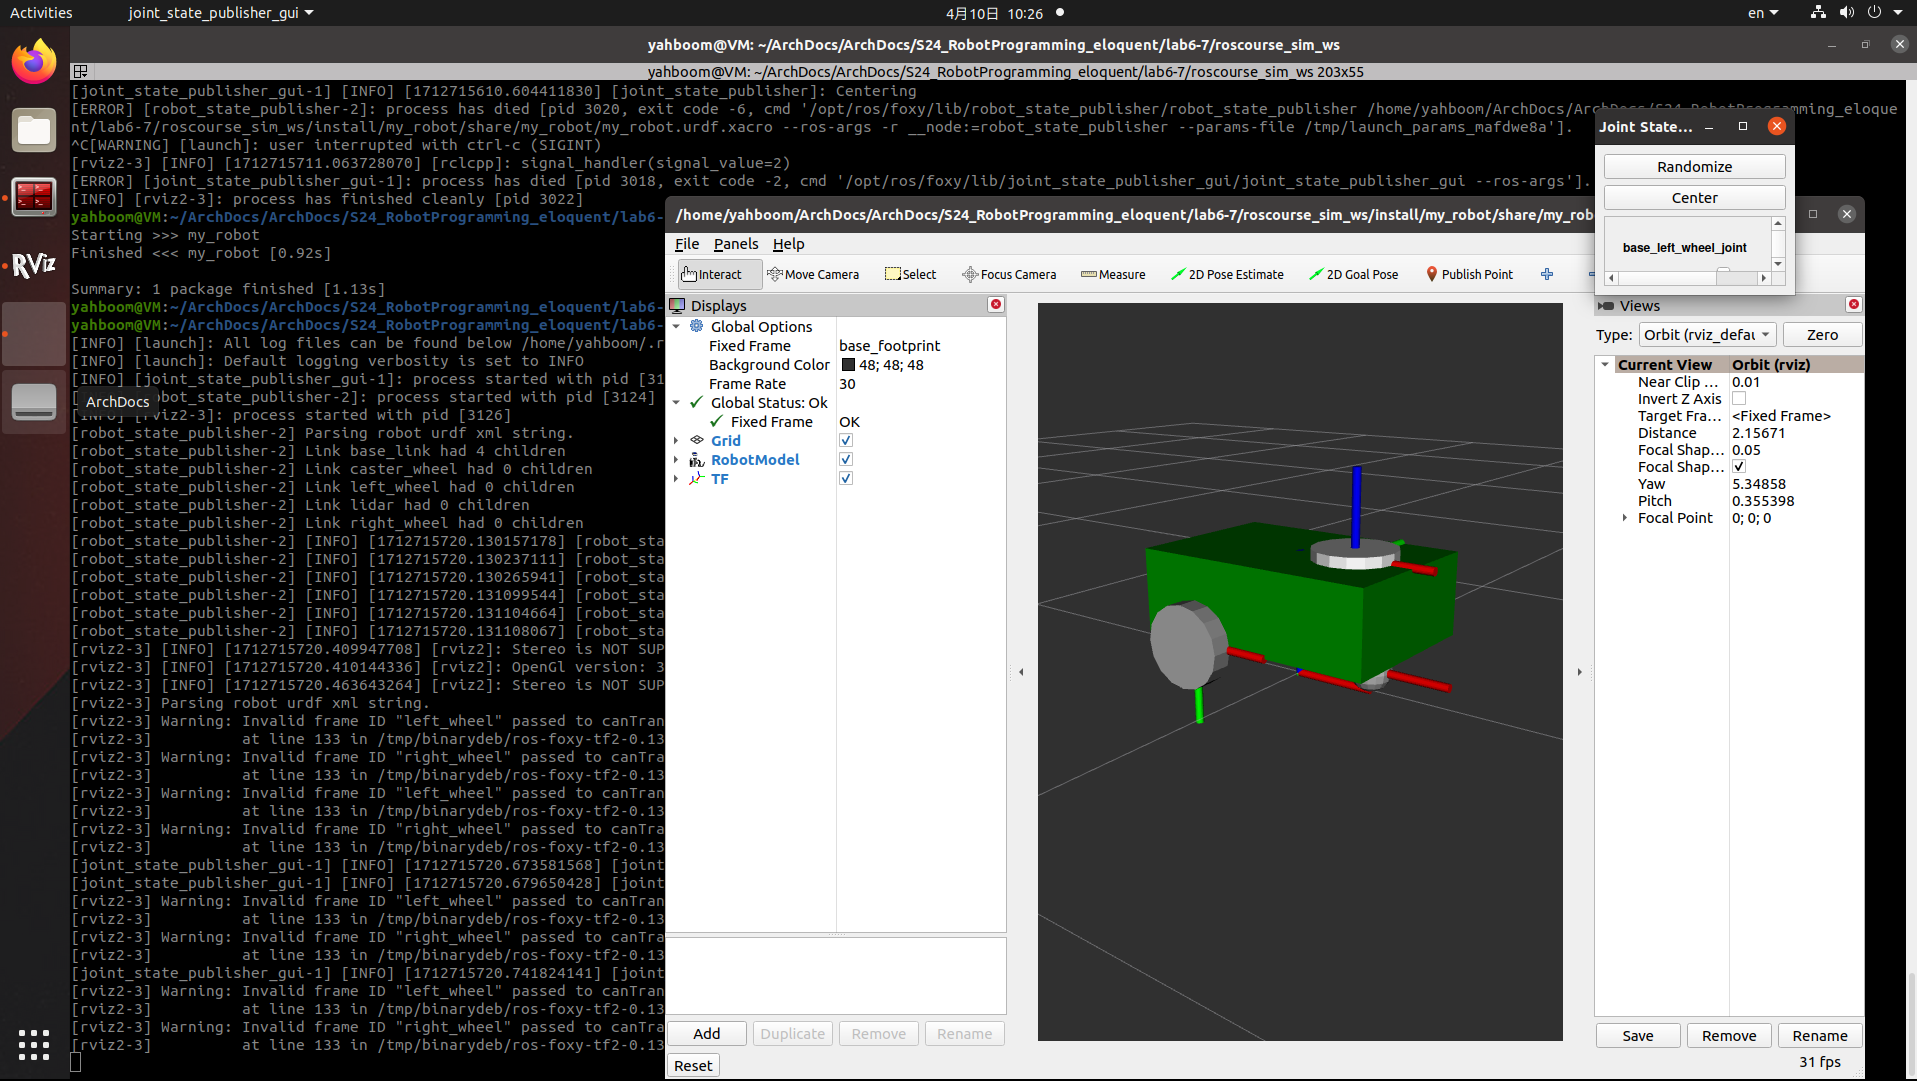 Activities
joint_state_publisher_gui
4月10日 10:26
en
yahboom@VM: ~/ArchDocs/ArchDocs/S24_RobotProgramming_eloquent/lab6-7/roscourse_sim_ws
yahboom@VM: ~/ArchDocs/ArchDocs/S24_RobotProgramming_eloquent/lab6-7/roscourse_sim_ws 203x55
[joint_state_publisher_gui-1] [INFO] [1712715610.604411830] [joint_state_publisher]: Centering
[ERROR] [robot_state_publisher-2]: process has died [pid 3020, exit code -6, cmd '/opt/ros/foxy/lib/robot_state_publisher/robot_state_publisher /home/yahboom/ArchDocs/ArchDocs/S24_RobotProgramming_eloque
nt/lab6-7/roscourse_sim_ws/install/my_robot/share/my_robot/my_robot.urdf.xacro --ros-args -r __node:=robot_state_publisher --params-file /tmp/launch_params_mafdwe8a'].
^C[WARNING] [launch]: user interrupted with ctrl-c (SIGINT)
[rviz2-3] [INFO] [1712715711.063728070] [rclcpp]: signal_handler(signal_value=2)
[ERROR] [joint_state_publisher_gui-1]: process has died [pid 3018, exit code -2, cmd '/opt/ros/foxy/lib/joint_state_publisher_gui/joint_state_publisher_gui --ros-args'].
[INFO] [rviz2-3]: process has finished cleanly [pid 3022]
yahboom@VM:~/ArchDocs/ArchDocs/S24_RobotProgramming_eloquent/lab6-
Starting >>> my_robot
Finished <<< my_robot [0.92s]
Summary: 1 package finished [1.13s]
yahboom@VM:~/ArchDocs/ArchDocs/S24_RobotProgramming_eloquent/lab6-
yahboom@VM:~/ArchDocs/ArchDocs/S24_RobotProgramming_eloquent/lab6-
[INFO] [launch]: All log files can be found below /home/yahboom/.r
[INFO] [launch]: Default logging verbosity is set to INFO
[INFO] [joint_state_publisher_gui-1]: process started with pid [31
ArchDocs
bot_state_publisher-2]: process started with pid [3124]
[rviz2-3]: process started with pid [3126]
[robot_state_publisher-2] Parsing robot urdf xml string.
[robot_state_publisher-2] Link base_link had 4 children
[robot_state_publisher-2] Link caster_wheel had 0 children
[robot_state_publisher-2] Link left_wheel had 0 children
[robot_state_publisher-2] Link lidar had 0 children
[robot_state_publisher-2] Link right_wheel had 0 children
[robot_state_publisher-2] [INFO] [1712715720.130157178] [robot_sta
[robot_state_publisher-2] [INFO] [1712715720.130237111] [robot_sta
[robot_state_publisher-2] [INFO] [1712715720.130265941] [robot_sta
[robot_state_publisher-2] [INFO] [1712715720.131099544] [robot_sta
[robot_state_publisher-2] [INFO] [1712715720.131104664] [robot_sta
[robot_state_publisher-2] [INFO] [1712715720.131108067] [robot_sta
[rviz2-3] [INFO] [1712715720.409947708] [rviz2]: Stereo is NOT SUP
[rviz2-3] [INFO] [1712715720.410144336] [rviz2]: OpenGl version: 3
[rviz2-3] [INFO] [1712715720.463643264] [rviz2]: Stereo is NOT SUP
[rviz2-3] Parsing robot urdf xml string.
[rviz2-3] Warning: Invalid frame ID "left_wheel" passed to canTran
[rviz2-3] at line 133 in /tmp/binarydeb/ros-foxy-tf2-0.13
[rviz2-3] Warning: Invalid frame ID "right_wheel" passed to canTra
[rviz2-3] at line 133 in /tmp/binarydeb/ros-foxy-tf2-0.13
[rviz2-3] Warning: Invalid frame ID "left_wheel" passed to canTran
[rviz2-3] at line 133 in /tmp/binarydeb/ros-foxy-tf2-0.13
[rviz2-3] Warning: Invalid frame ID "right_wheel" passed to canTra
[rviz2-3] at line 133 in /tmp/binarydeb/ros-foxy-tf2-0.13
[joint_state_publisher_gui-1] [INFO] [1712715720.673581568] [joint
[joint_state_publisher_gui-1] [INFO] [1712715720.679650428] [joint
[rviz2-3] Warning: Invalid frame ID "left_wheel" passed to canTran
[rviz2-3] at line 133 in /tmp/binarydeb/ros-foxy-tf2-0.13
[rviz2-3] Warning: Invalid frame ID "right_wheel" passed to canTra
[rviz2-3] at line 133 in /tmp/binarydeb/ros-foxy-tf2-0.13
[joint_state_publisher_gui-1] [INFO] [1712715720.741824141] [joint
[rviz2-3] Warning: Invalid frame ID "left_wheel" passed to canTran
[rviz2-3] at line 133 in /tmp/binarydeb/ros-foxy-tf2-0.13
[rviz2-3] Warning: Invalid frame ID "right_wheel" passed to canTra
[rviz2-3] at line 133 in /tmp/binarydeb/ros-foxy-tf2-0.13
RViz
/home/yahboom/ArchDocs/ArchDocs/S24_RobotProgramming_eloquent/lab6-7/roscourse_sim_ws/install/my_robot/share/my_rob
File Panels Help
Interact Move Camera Select Focus Camera Measure 2D Pose Estimate 2D Goal Pose Publish Point
Displays
Global Options
Fixed Frame base_footprint
Background Color 48; 48; 48
Frame Rate 30
Global Status: Ok
Fixed Frame OK
Grid
RobotModel
TF
Add Duplicate Remove Rename
Reset
Joint State...
Randomize
Center
base_left_wheel_joint
Views
Type: Orbit (rviz_defau Zero
Current View Orbit (rviz)
Near Clip ... 0.01
Invert Z Axis
Target Fra... <Fixed Frame>
Distance 2.15671
Focal Shap... 0.05
Focal Shap...
Yaw 5.34858
Pitch 0.355398
Focal Point 0; 0; 0
Save Remove Rename
31 fps